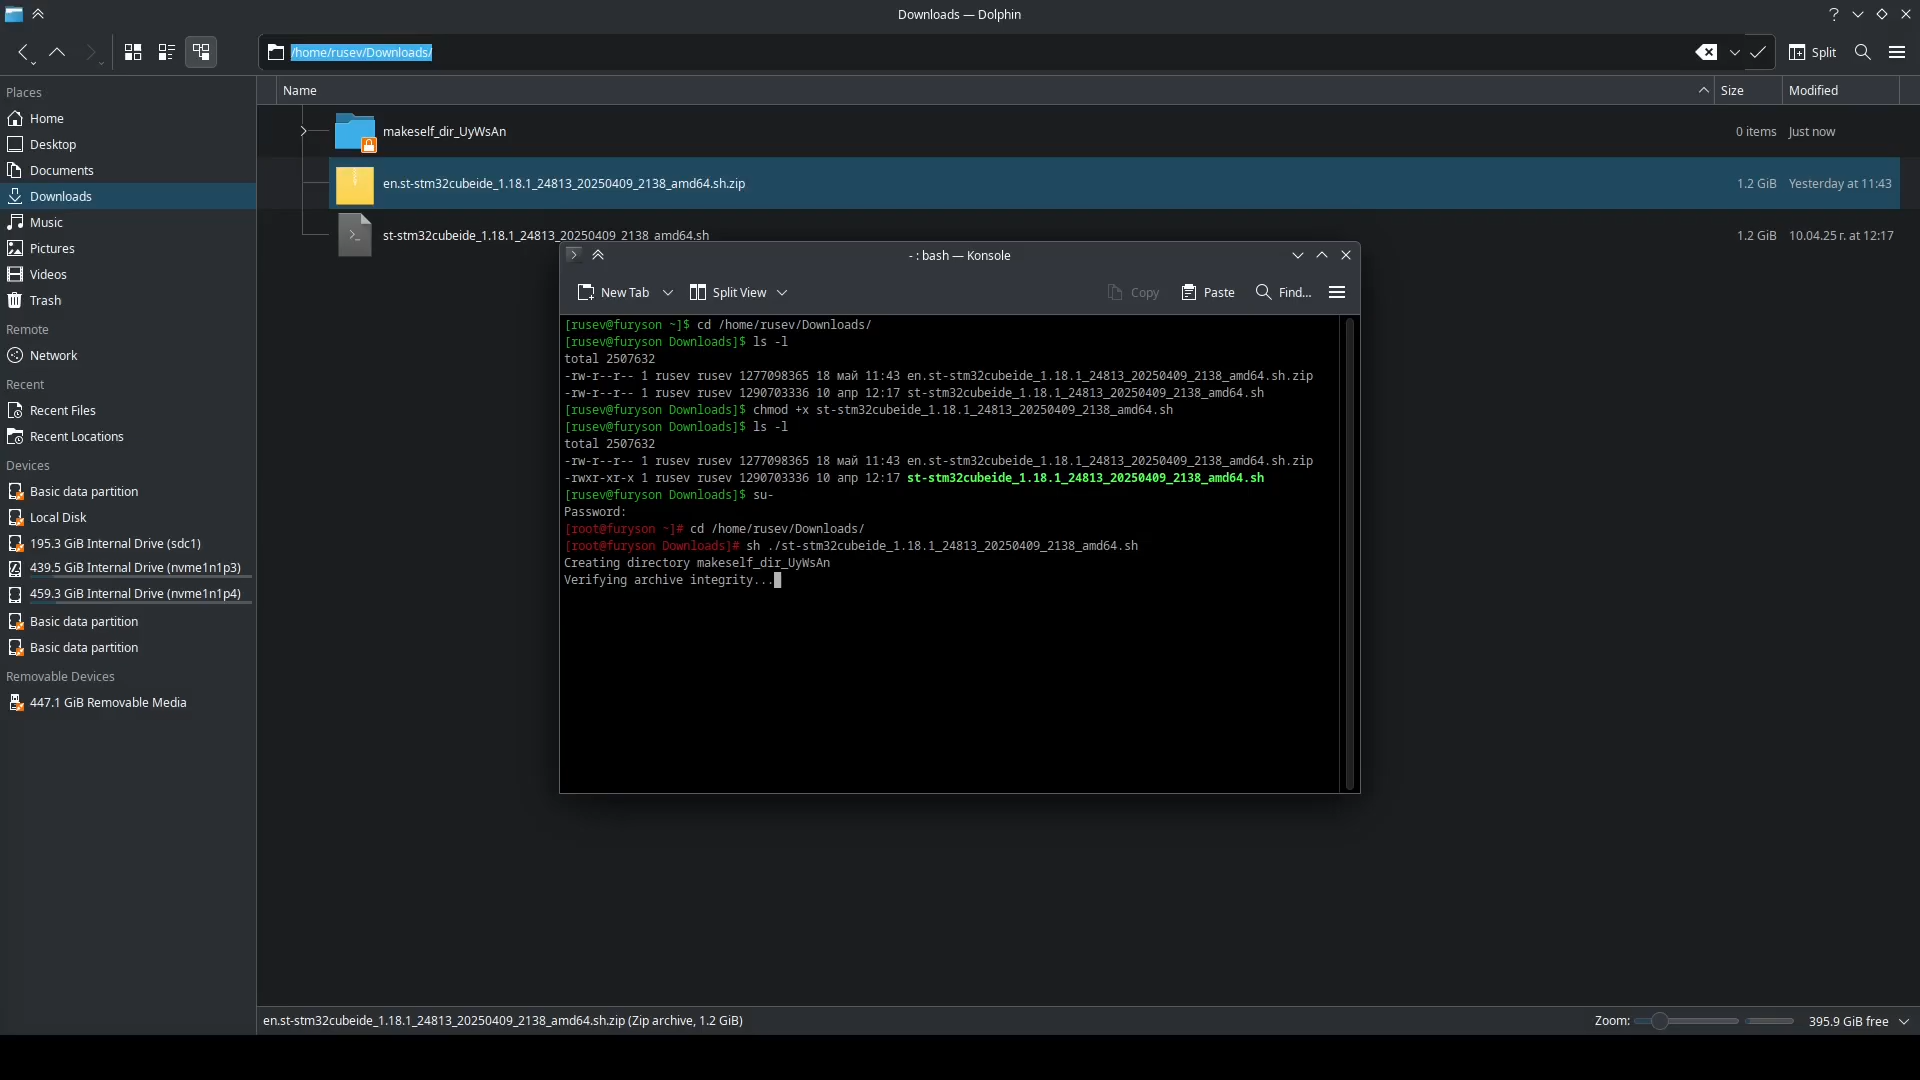 Downloads — Dolphin
/home/rusev/Downloads/
Split
Places
Home
Desktop
Documents
Downloads
Music
Pictures
Videos
Trash
Remote
Network
Recent
Recent Files
Recent Locations
Devices
Basic data partition
Local Disk
195.3 GiB Internal Drive (sdc1)
439.5 GiB Internal Drive (nvme1n1p3)
459.3 GiB Internal Drive (nvme1n1p4)
Basic data partition
Basic data partition
Removable Devices
447.1 GiB Removable Media
Name Size Modified
makeself_dir_UyWsAn 0 items Just now
en.st-stm32cubeide_1.18.1_24813_20250409_2138_amd64.sh.zip 1.2 GiB Yesterday at 11:43
st-stm32cubeide_1.18.1_24813_20250409_2138_amd64.sh 1.2 GiB 10.04.25 г. at 12:17
- : bash — Konsole
New Tab Split View Copy Paste Find...
[rusev@furyson ~]$ cd /home/rusev/Downloads/
[rusev@furyson Downloads]$ ls -l
total 2507632
-rw-r--r-- 1 rusev rusev 1277098365 18 май 11:43 en.st-stm32cubeide_1.18.1_24813_20250409_2138_amd64.sh.zip
-rw-r--r-- 1 rusev rusev 1290703336 10 апр 12:17 st-stm32cubeide_1.18.1_24813_20250409_2138_amd64.sh
[rusev@furyson Downloads]$ chmod +x st-stm32cubeide_1.18.1_24813_20250409_2138_amd64.sh
[rusev@furyson Downloads]$ ls -l
total 2507632
-rw-r--r-- 1 rusev rusev 1277098365 18 май 11:43 en.st-stm32cubeide_1.18.1_24813_20250409_2138_amd64.sh.zip
-rwxr-xr-x 1 rusev rusev 1290703336 10 апр 12:17 st-stm32cubeide_1.18.1_24813_20250409_2138_amd64.sh
[rusev@furyson Downloads]$ su-
Password:
[root@furyson ~]# cd /home/rusev/Downloads/
[root@furyson Downloads]# sh ./st-stm32cubeide_1.18.1_24813_20250409_2138_amd64.sh
Creating directory makeself_dir_UyWsAn
Verifying archive integrity...
en.st-stm32cubeide_1.18.1_24813_20250409_2138_amd64.sh.zip (Zip archive, 1.2 GiB)
Zoom: 395.9 GiB free